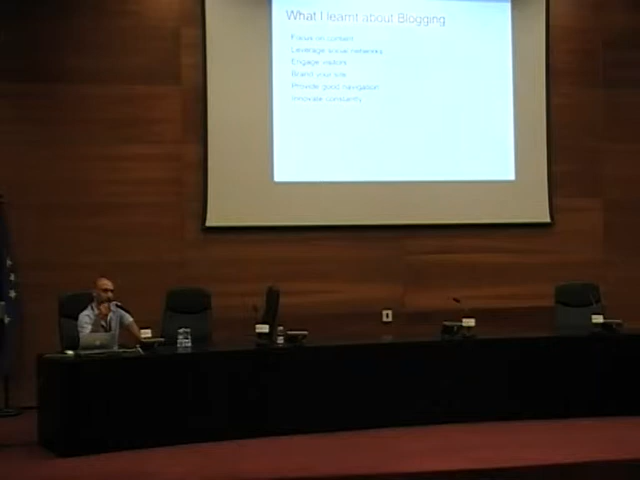 What I learnt about Blogging
Focus on content
Leverage social networks
Engage visitors
Brand your site
Provide good navigation
Innovate constantly